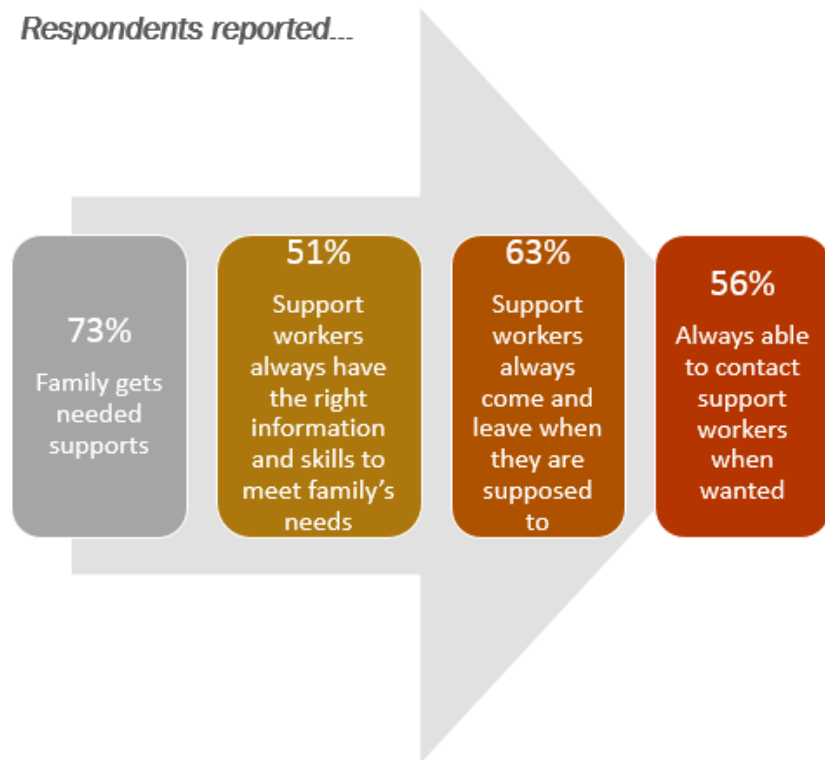 Respondents reported...
73%
Family gets
needed
supports
51%
Support
workers
always have
the right
information
and skills to
meet family’s
needs
63%
Support
workers
always
come and
leave when
they are
supposed
to
56%
Always able
to contact
support
workers
when
wanted